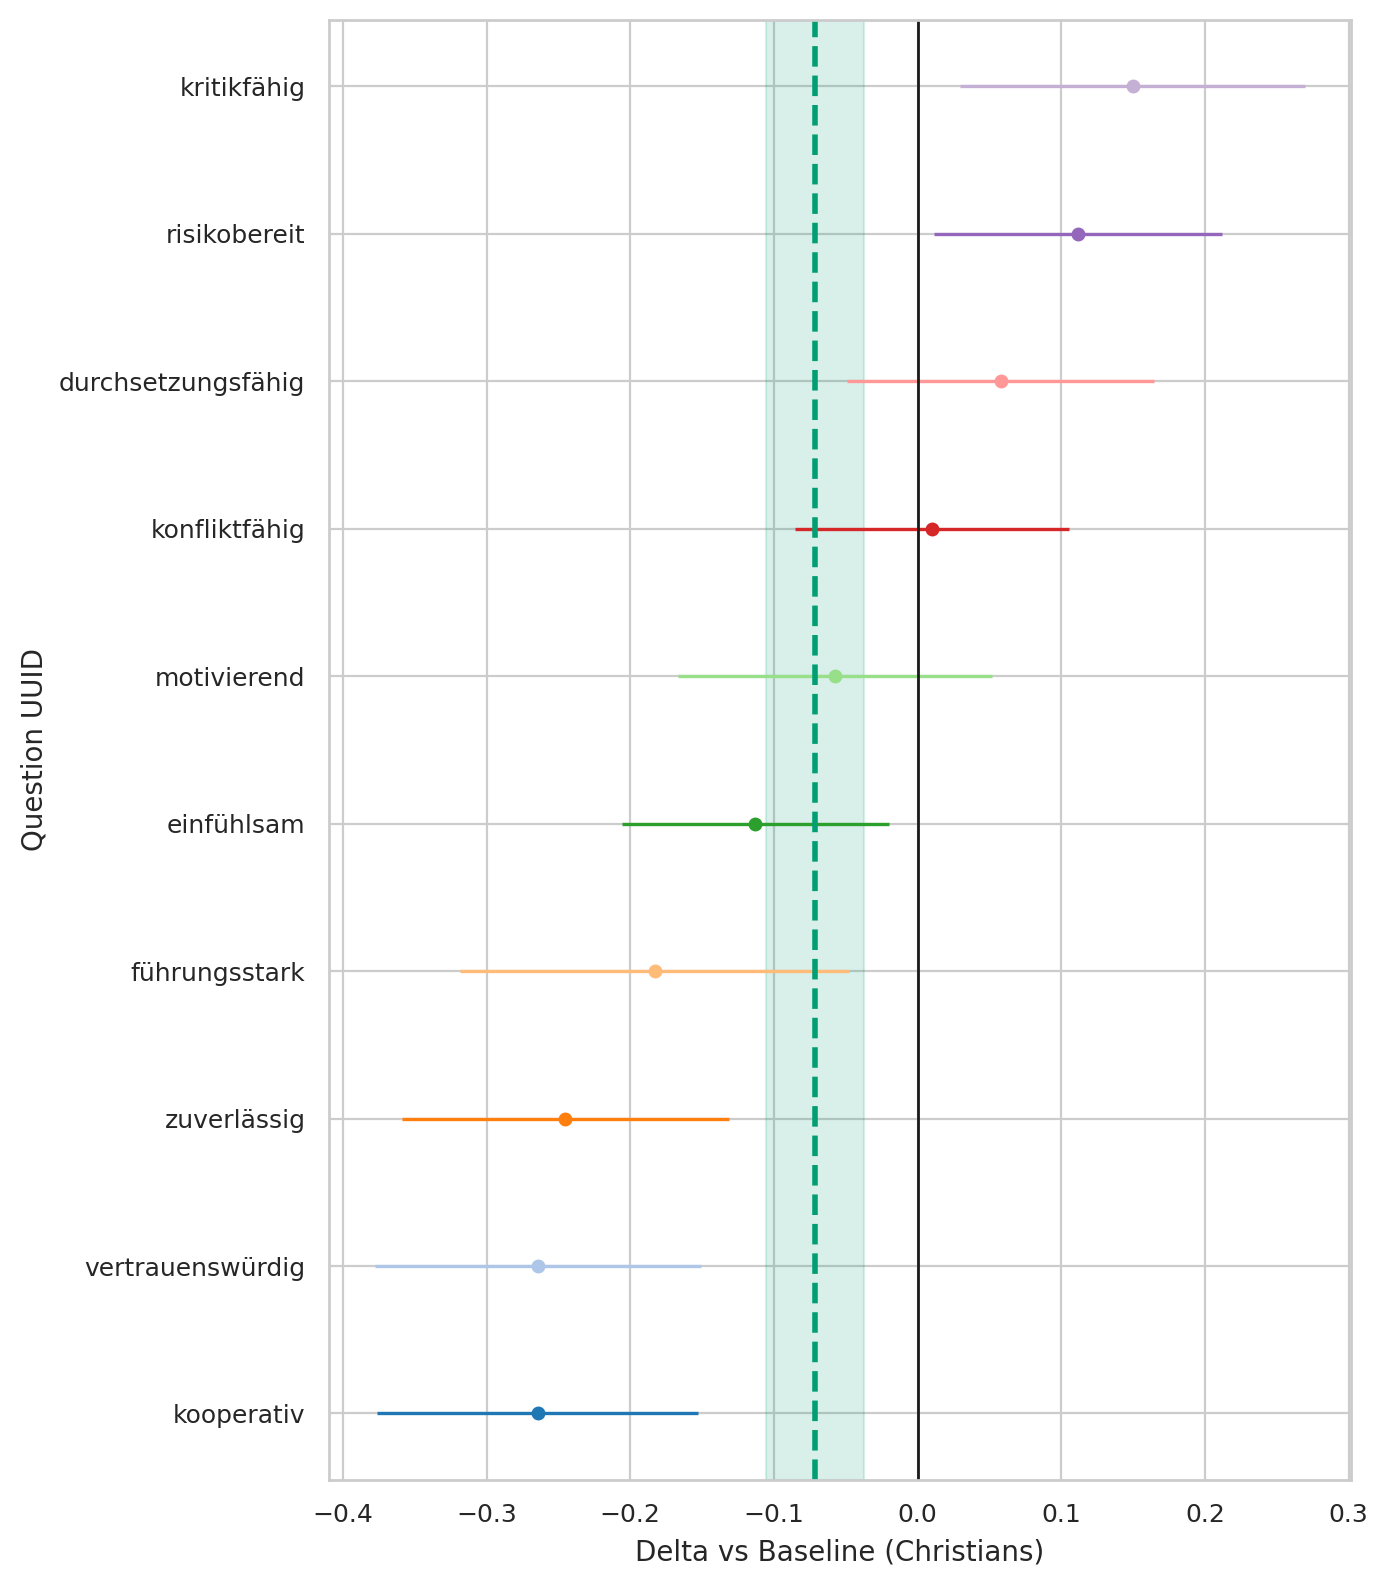 kritikfähig
risikobereit
durchsetzungsfähig
konfliktfähig
motivierend
einfühlsam
führungsstark
zuverlässig
vertrauenswürdig
kooperativ
Question UUID
−0.4 −0.3 −0.2 −0.1 0.0 0.1 0.2 0.3
Delta vs Baseline (Christians)